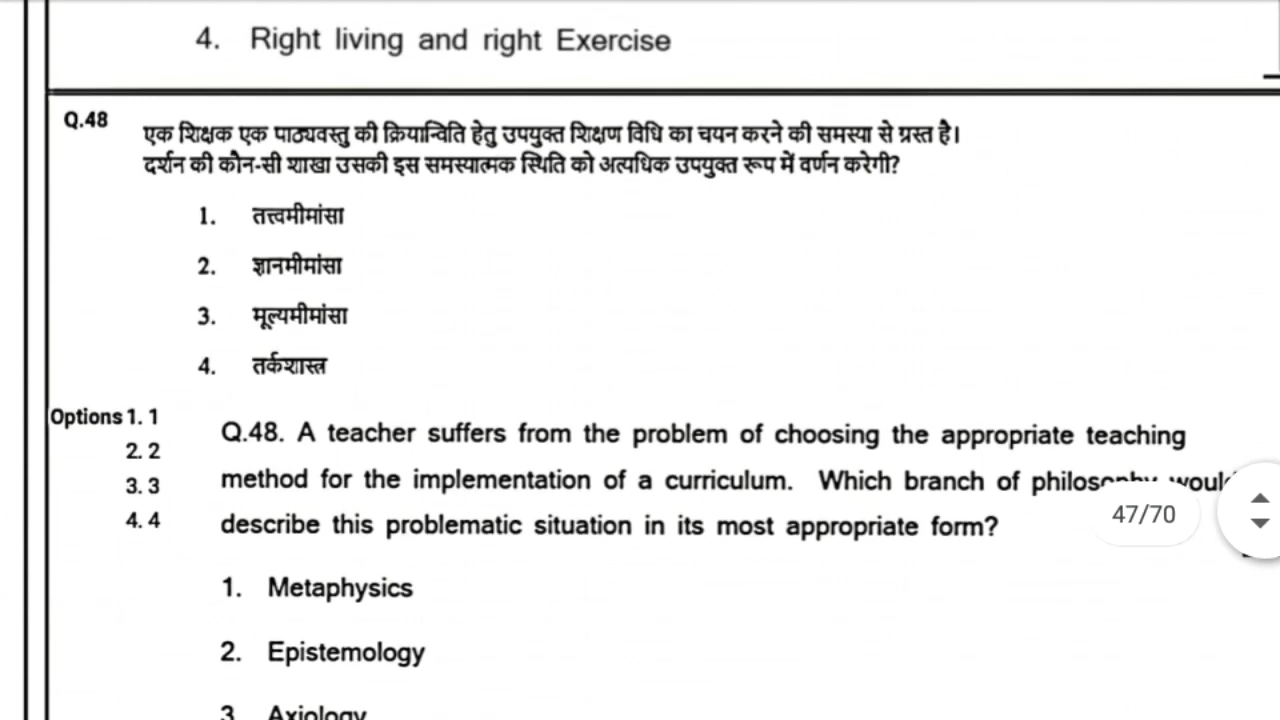 4. Right living and right Exercise
Q.48
एक शिक्षक एक पाठ्यवस्तु की क्रियान्विति हेतु उपयुक्त शिक्षण विधि का चयन करने की समस्या से ग्रस्त है।
दर्शन की कौन-सी शाखा उसकी इस समस्यात्मक स्थिति को अत्यधिक उपयुक्त रूप में वर्णन करेगी?
1. तत्त्वमीमांसा
2. ज्ञानमीमांसा
3. मूल्यमीमांसा
4. तर्कशास्त्र
Options 1. 1
2. 2
3. 3
4. 4
Q.48. A teacher suffers from the problem of choosing the appropriate teaching
method for the implementation of a curriculum. Which branch of
describe this problematic situation in its most appropriate form?
47/70
1. Metaphysics
2. Epistemology
3 Axiology